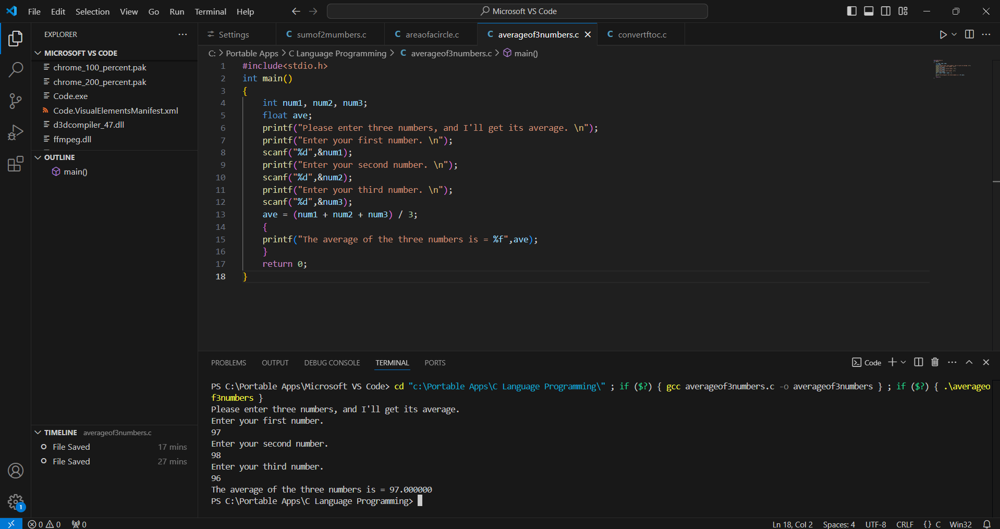 File Edit Selection View Go Run Terminal Help Microsoft VS Code
EXPLORER
MICROSOFT VS CODE
chrome_100_percent.pak
chrome_200_percent.pak
Code.exe
Code.VisualElementsManifest.xml
d3dcompiler_47.dll
ffmpeg.dll
OUTLINE
main()
TIMELINE averageof3numbers.c
File Saved 17 mins
File Saved 27 mins
1
Settings C sumof2mumbers.c C areaofacircle.c C averageof3numbers.c C convertftoc.c
C: > Portable Apps > C Language Programming > C averageof3numbers.c > main()
1 #include<stdio.h>
2 int main()
3 {
4 int num1, num2, num3;
5 float ave;
6 printf("Please enter three numbers, and I'll get its average. \n");
7 printf("Enter your first number. \n");
8 scanf("%d",&num1);
9 printf("Enter your second number. \n");
10 scanf("%d",&num2);
11 printf("Enter your third number. \n");
12 scanf("%d",&num3);
13 ave = (num1 + num2 + num3) / 3;
14 {
15 printf("The average of the three numbers is = %f",ave);
16 }
17 return 0;
18 }
PROBLEMS OUTPUT DEBUG CONSOLE TERMINAL PORTS Code
PS C:\Portable Apps\Microsoft VS Code> cd "c:\Portable Apps\C Language Programming\" ; if ($?) { gcc averageof3numbers.c -o averageof3numbers } ; if ($?) { .\averageo
f3numbers }
Please enter three numbers, and I'll get its average.
Enter your first number.
97
Enter your second number.
98
Enter your third number.
96
The average of the three numbers is = 97.000000
PS C:\Portable Apps\C Language Programming>
0 0 0 Ln 18, Col 2 Spaces: 4 UTF-8 CRLF {} C Win32